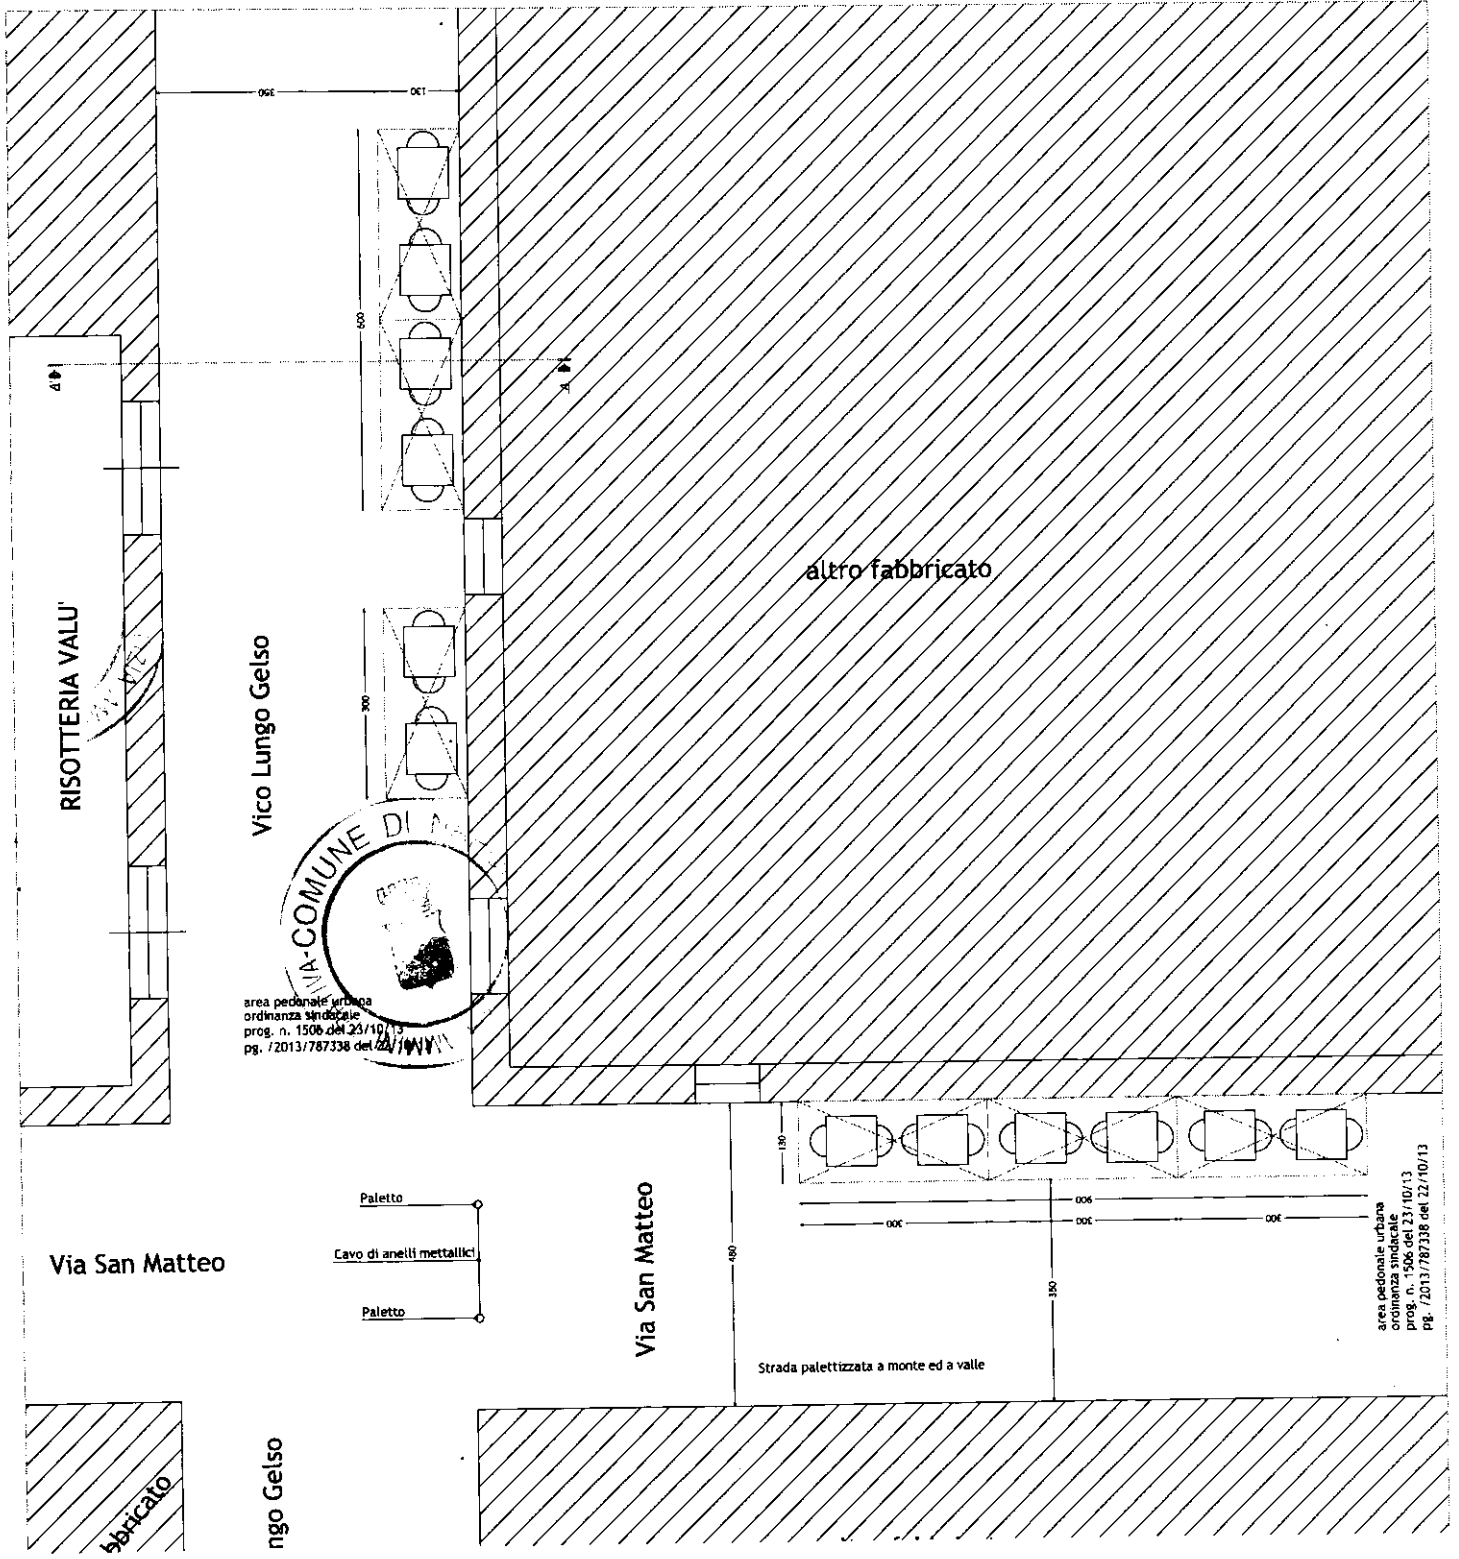 350
130
600
A'
A
altro fabbricato
RISOTTERIA VALU'
Vico Lungo Gelso
300
COMUNE DI
area pedonale urbana
ordinanza sindacale
prog. n. 1506 del 23/10/13
pg. /2013/787338 del
130
Paletto
Cavo di anelli metallici
Paletto
Via San Matteo
Via San Matteo
480
900
300
300
300
350
area pedonale urbana
ordinanza sindacale
prog. n. 1506 del 23/10/13
pg. /2013/787338 del 22/10/13
Strada palettizzata a monte ed a valle
bbricato
ngo Gelso